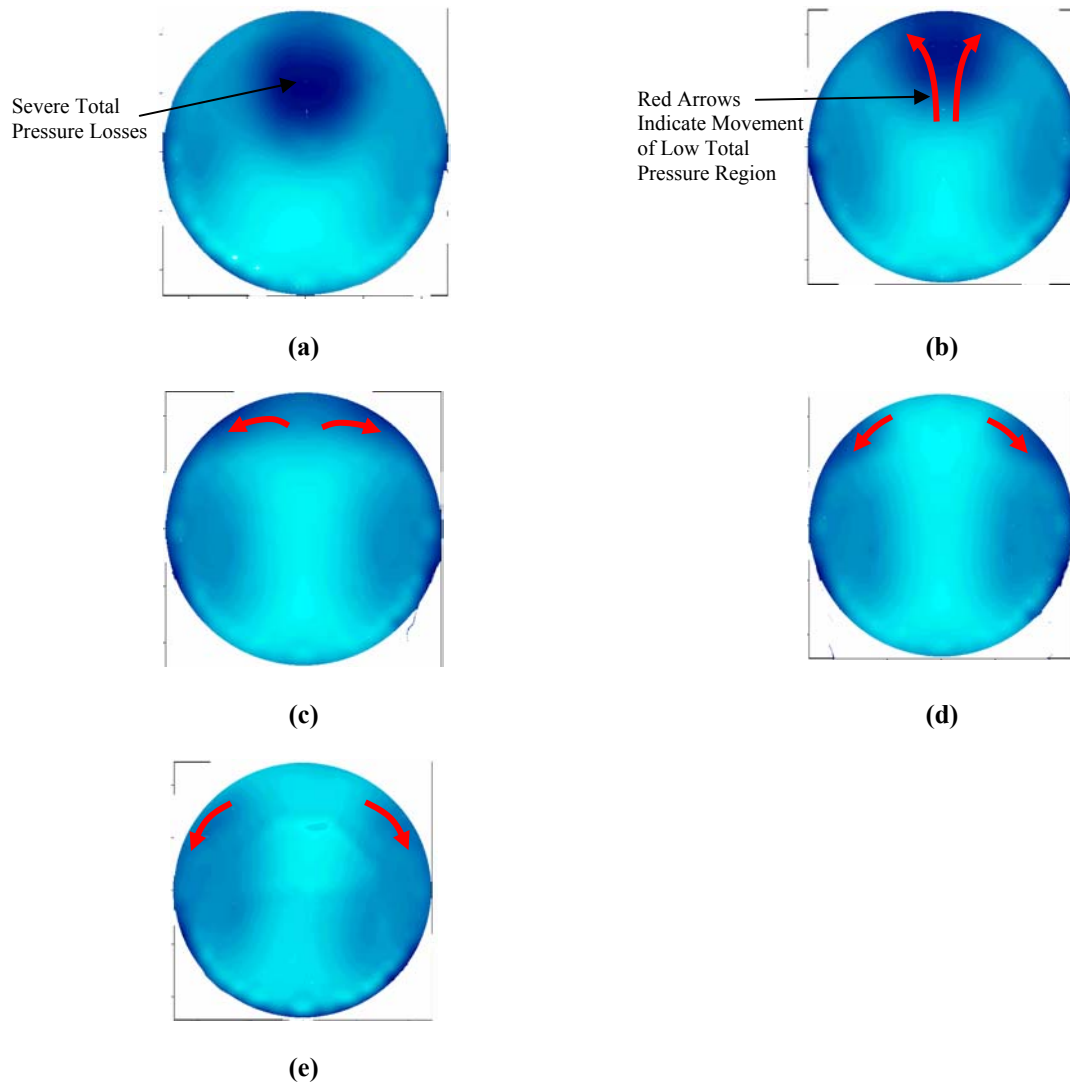 Severe Total
Pressure Losses
Red Arrows
Indicate Movement
of Low Total
Pressure Region
(a)
(b)
(c)
(d)
(e)